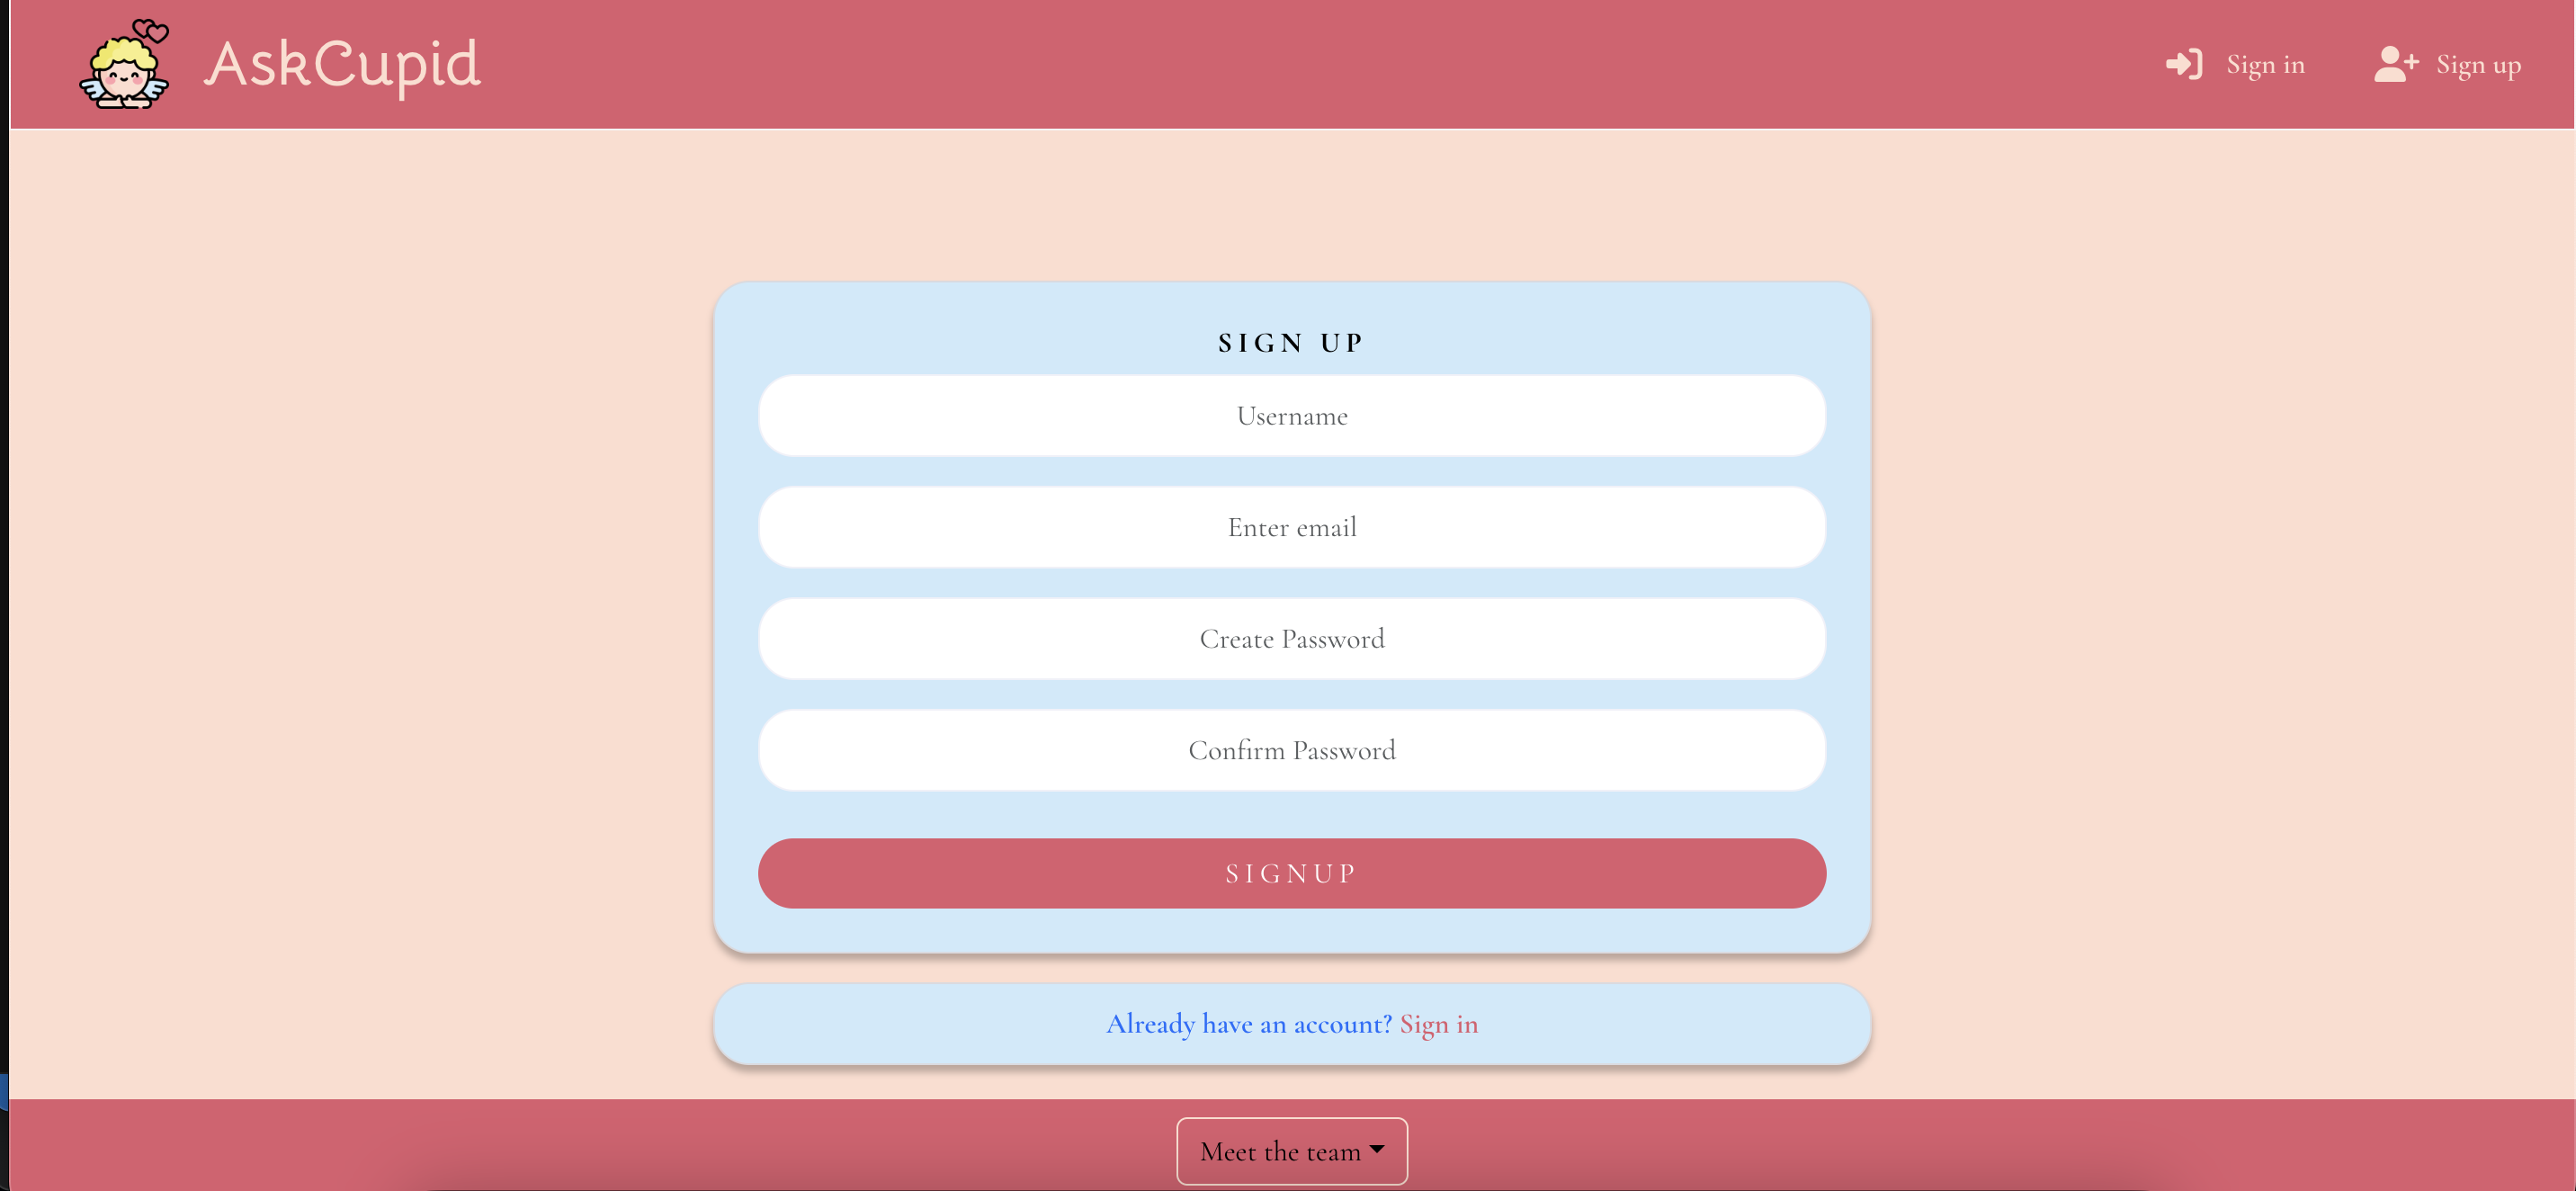 AskCupid
Sign in
Sign up
SIGN UP
Username
Enter email
Create Password
Confirm Password
SIGNUP
Already have an account? Sign in
Meet the team